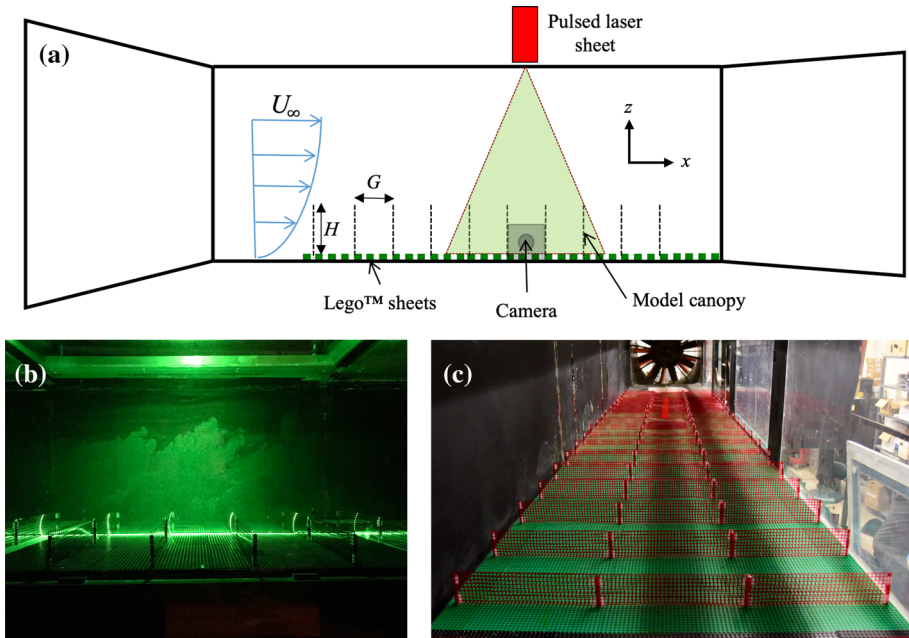 (a)
Pulsed laser
sheet
U∞
z
x
G
H
Lego™ sheets
Camera
Model canopy
(b)
(c)